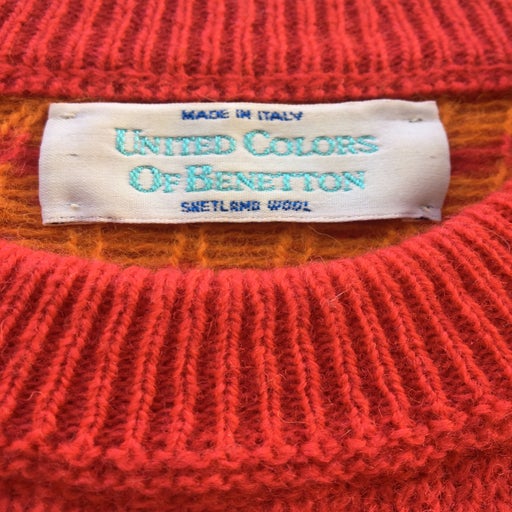 MADE IN ITALY
UNITED COLORS
OF BENETTON
SHETLAND WOOL